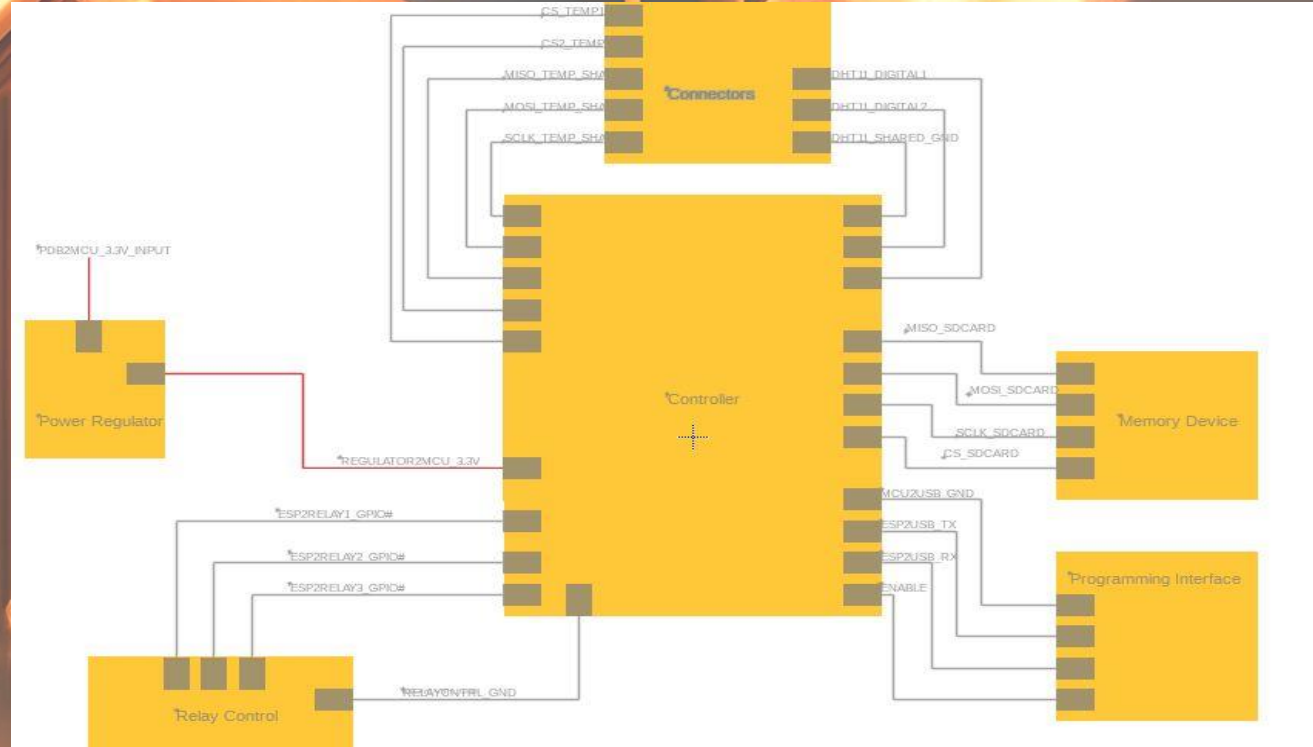 CS_TEMP1
CS2_TEMP
MISO_TEMP_SHA
MOSI_TEMP_SHA
SCLK_TEMP_SHA
*Connectors
DHT11_DIGITAL1
DHT11_DIGITAL2
DHT11_SHARED_GND
*PDB2MCU_3.3V_INPUT
*Power Regulator
*REGULATOR2MCU_3.3V
*Controller
MISO_SDCARD
MOSI_SDCARD
SCLK_SDCARD
CS_SDCARD
*Memory Device
MCU2USB_GND
ESP2USB_TX
ESP2USB_RX
ENABLE
*Programming Interface
*ESP2RELAY1_GPIO#
*ESP2RELAY2_GPIO#
*ESP2RELAY3_GPIO#
*Relay Control